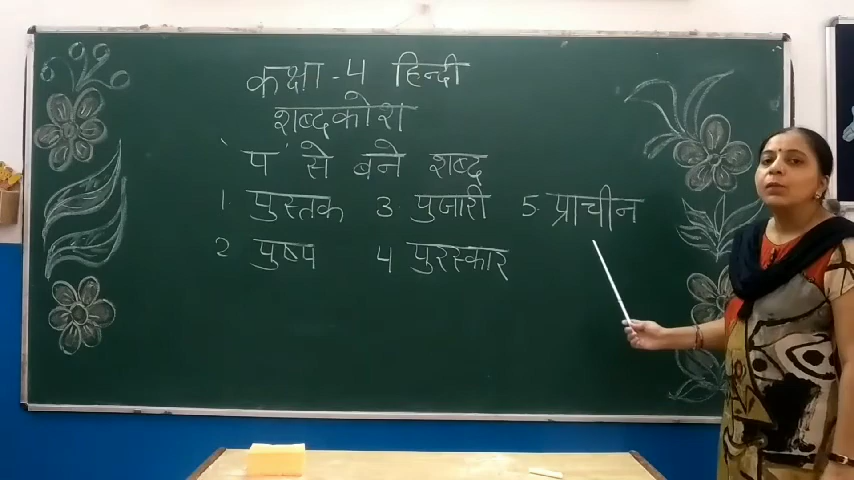 कक्षा - 4 हिन्दी
शब्दकोश
'प' से बने शब्द
1. पुस्तक 3. पुजारी 5. प्राचीन
2 पुष्प 4 पुरस्कार